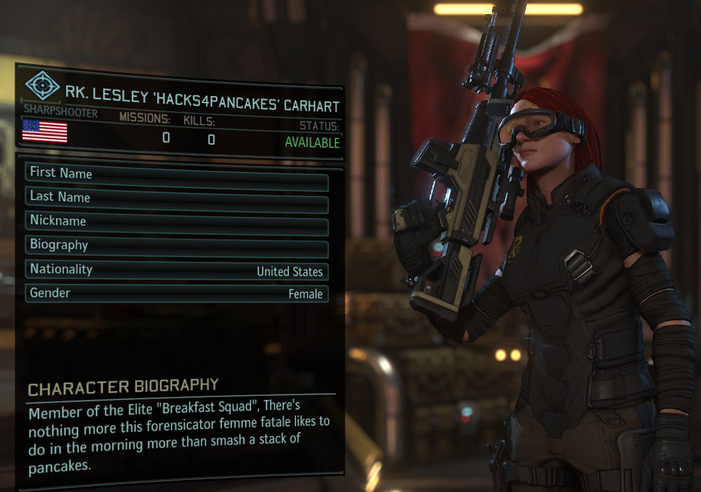 RK. LESLEY 'HACKS4PANCAKES' CARHART
SHARPSHOOTER MISSIONS: KILLS: STATUS:
0 0 AVAILABLE
First Name
Last Name
Nickname
Biography
Nationality United States
Gender Female
CHARACTER BIOGRAPHY
Member of the Elite "Breakfast Squad", There's
nothing more this forensicator femme fatale likes to
do in the morning more than smash a stack of
pancakes.